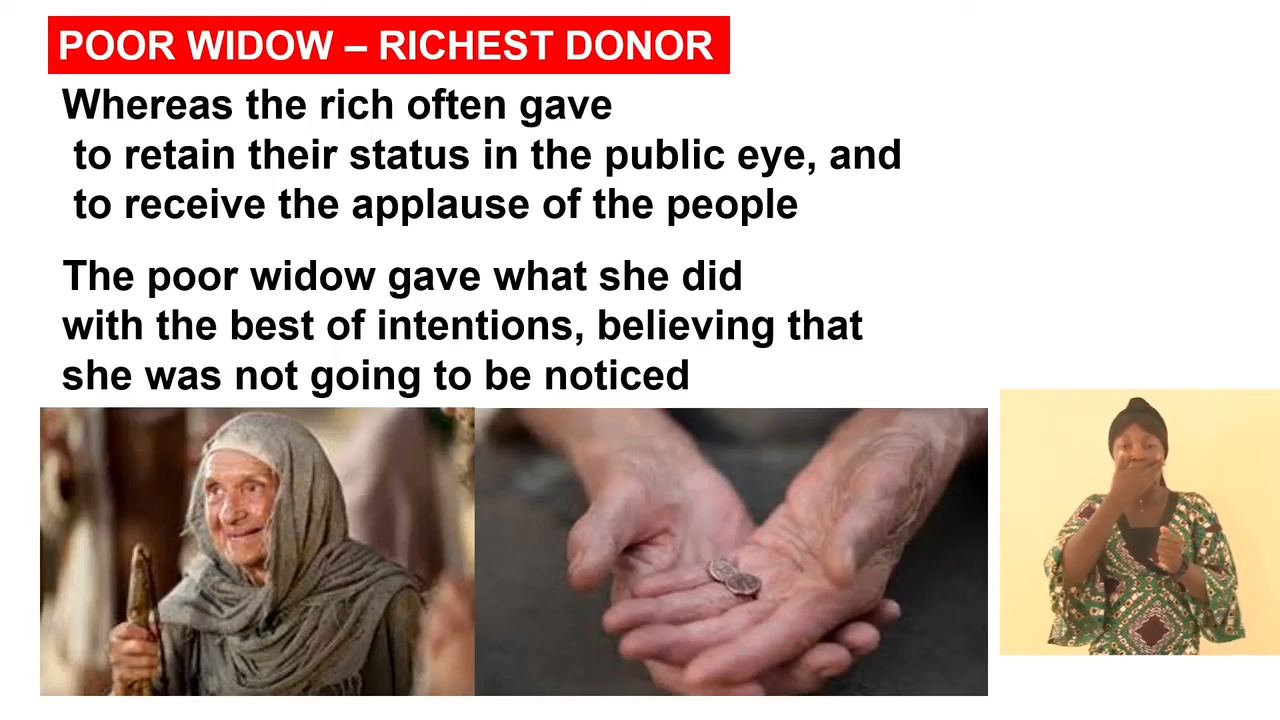 POOR WIDOW – RICHEST DONOR
Whereas the rich often gave
to retain their status in the public eye, and
to receive the applause of the people
The poor widow gave what she did
with the best of intentions, believing that
she was not going to be noticed